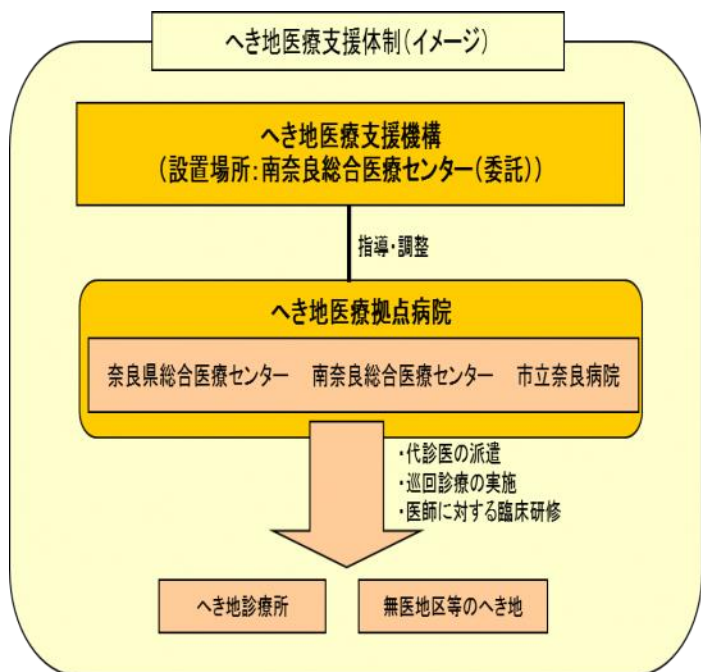 へき地医療支援体制(イメージ)
へき地医療支援機構
(設置場所:南奈良総合医療センター(委託))
指導・調整
へき地医療拠点病院
奈良県総合医療センター 南奈良総合医療センター 市立奈良病院
・代診医の派遣
・巡回診療の実施
・医師に対する臨床研修
へき地診療所 無医地区等のへき地